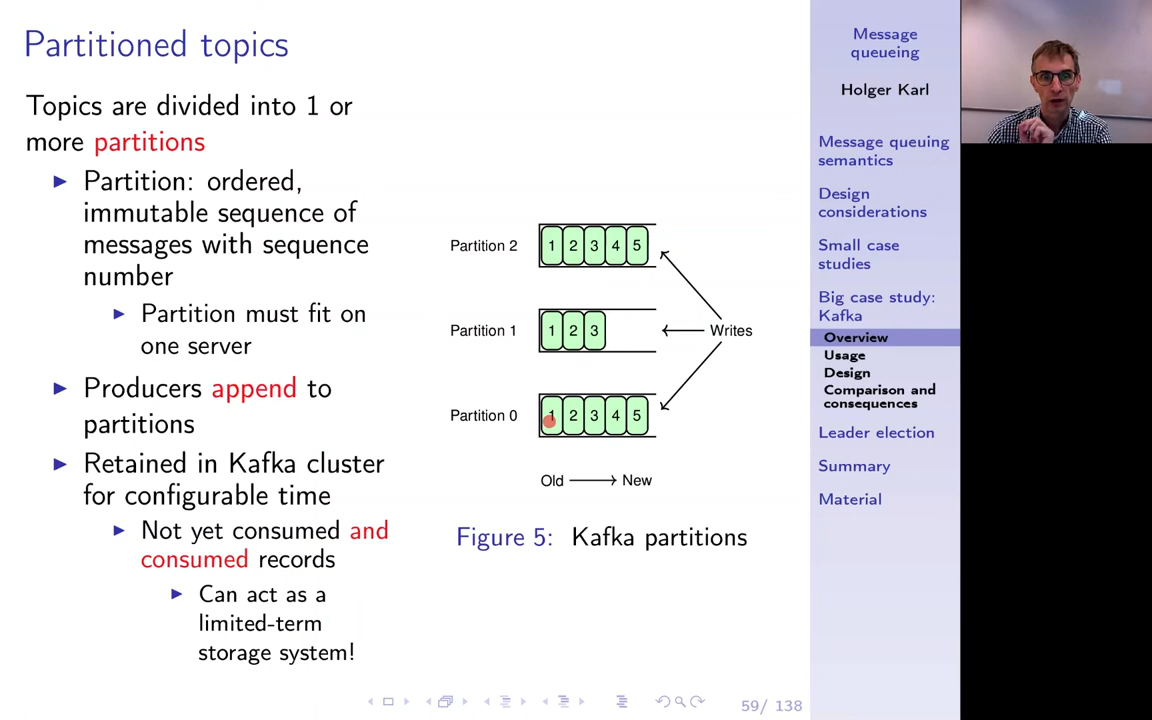 Partitioned topics
Topics are divided into 1 or
more partitions
Partition: ordered,
immutable sequence of
messages with sequence
number
Partition must fit on
one server
Producers append to
partitions
Retained in Kafka cluster
for configurable time
Not yet consumed and
consumed records
Can act as a
limited-term
storage system!
Partition 2 1 2 3 4 5
Partition 1 1 2 3
Writes
Partition 0 1 2 3 4 5
Old New
Figure 5: Kafka partitions
59/ 138
Message
queueing
Holger Karl
Message queuing
semantics
Design
considerations
Small case
studies
Big case study:
Kafka
Overview
Usage
Design
Comparison and
consequences
Leader election
Summary
Material